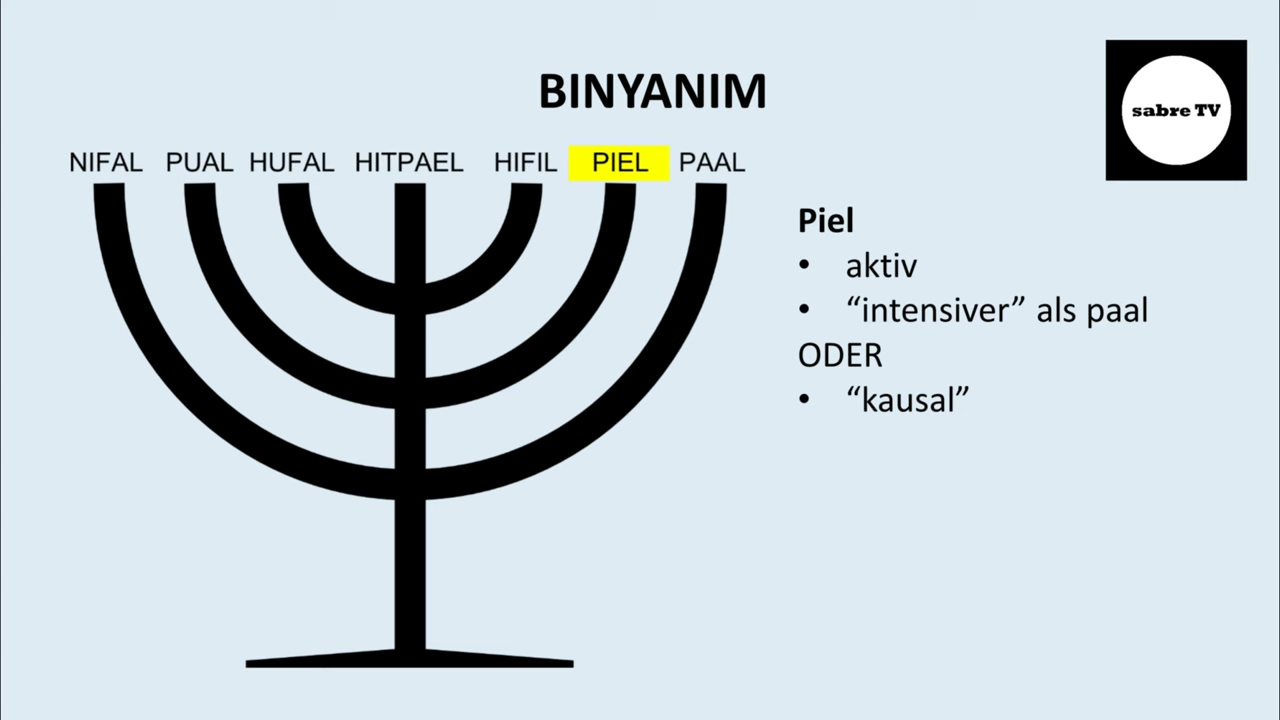 BINYANIM
sabre TV
NIFAL PUAL HUFAL HITPAEL HIFIL PIEL PAAL
Piel
• aktiv
• “intensiver” als paal
ODER
• “kausal”